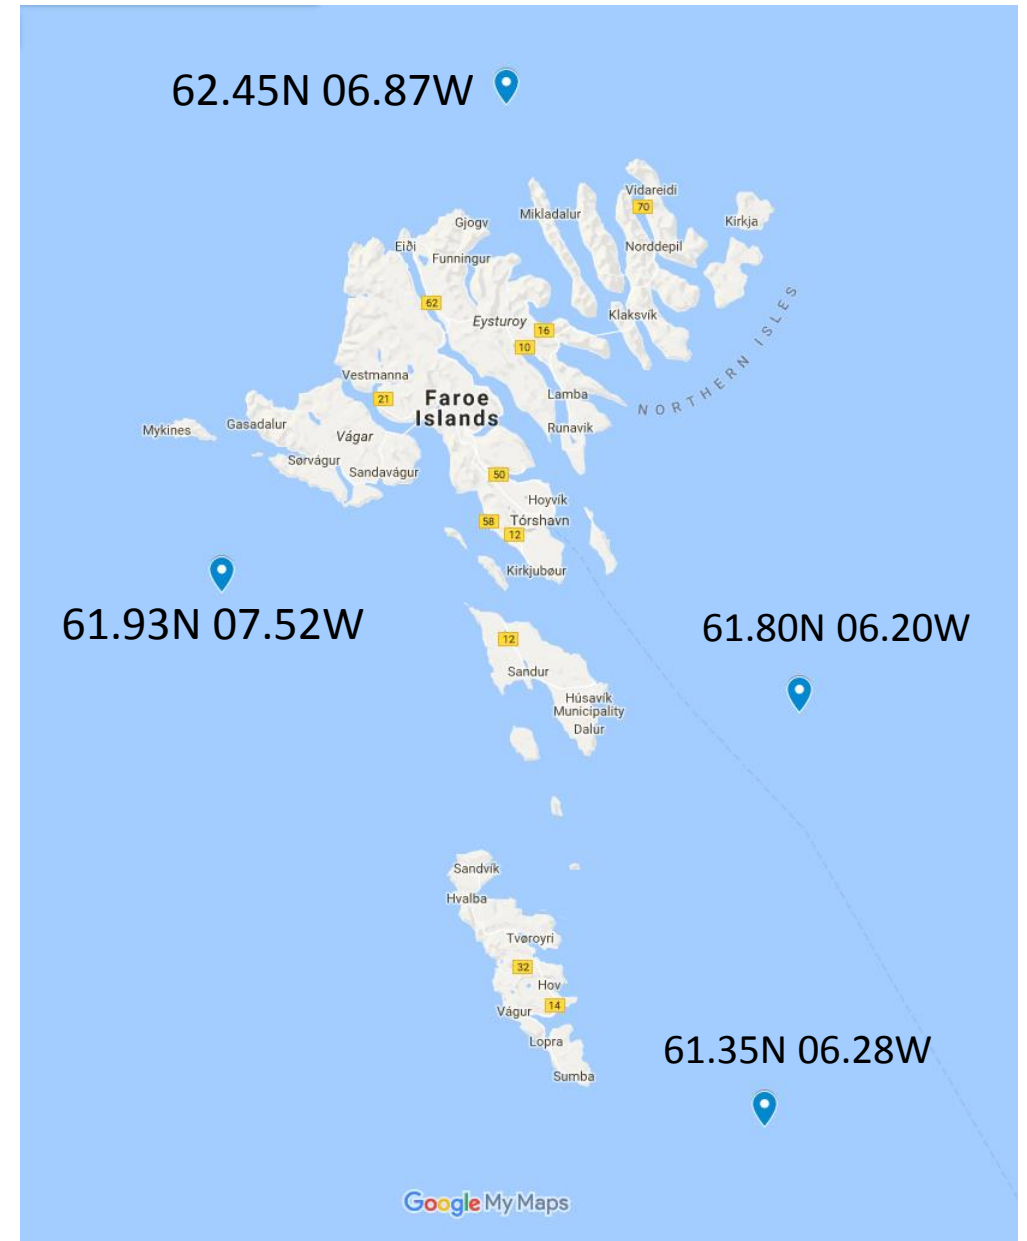 62.45N 06.87W
Vidareidi
70
Mikladalur
Kirkja
Gjogv
Eiði
Norddepil
Funningur
62
Klaksvík
Eysturoy
16
10
NORTHERN ISLES
Vestmanna
21
Faroe
Islands
Lamba
Mykines
Gasadalur
Vágar
Runavik
Sørvágur
Sandavágur
50
Hoyvík
58
Tórshavn
12
Kirkjubøur
61.93N 07.52W
61.80N 06.20W
12
Sandur
Húsavík
Municipality
Dalur
Sandvík
Hvalba
Tvøroyri
32
Hov
14
Vágur
Lopra
61.35N 06.28W
Sumba
Google My Maps